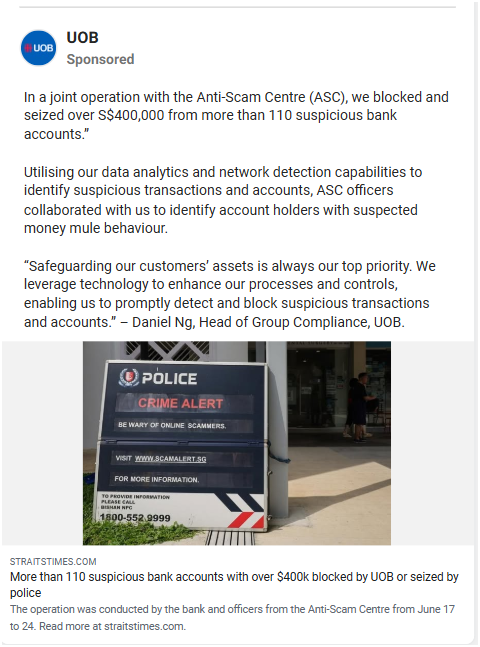 UOB
UOB
Sponsored
In a joint operation with the Anti-Scam Centre (ASC), we blocked and
seized over S$400,000 from more than 110 suspicious bank
accounts.”
Utilising our data analytics and network detection capabilities to
identify suspicious transactions and accounts, ASC officers
collaborated with us to identify account holders with suspected
money mule behaviour.
“Safeguarding our customers’ assets is always our top priority. We
leverage technology to enhance our processes and controls,
enabling us to promptly detect and block suspicious transactions
and accounts.” – Daniel Ng, Head of Group Compliance, UOB.
POLICE
CRIME ALERT
BE WARY OF ONLINE SCAMMERS.
VISIT WWW.SCAMALERT.SG
FOR MORE INFORMATION.
TO PROVIDE INFORMATION
PLEASE CALL
BISHAN NPC
1800-552 9999
STRAITSTIMES.COM
More than 110 suspicious bank accounts with over $400k blocked by UOB or seized by
police
The operation was conducted by the bank and officers from the Anti-Scam Centre from June 17
to 24. Read more at straitstimes.com.